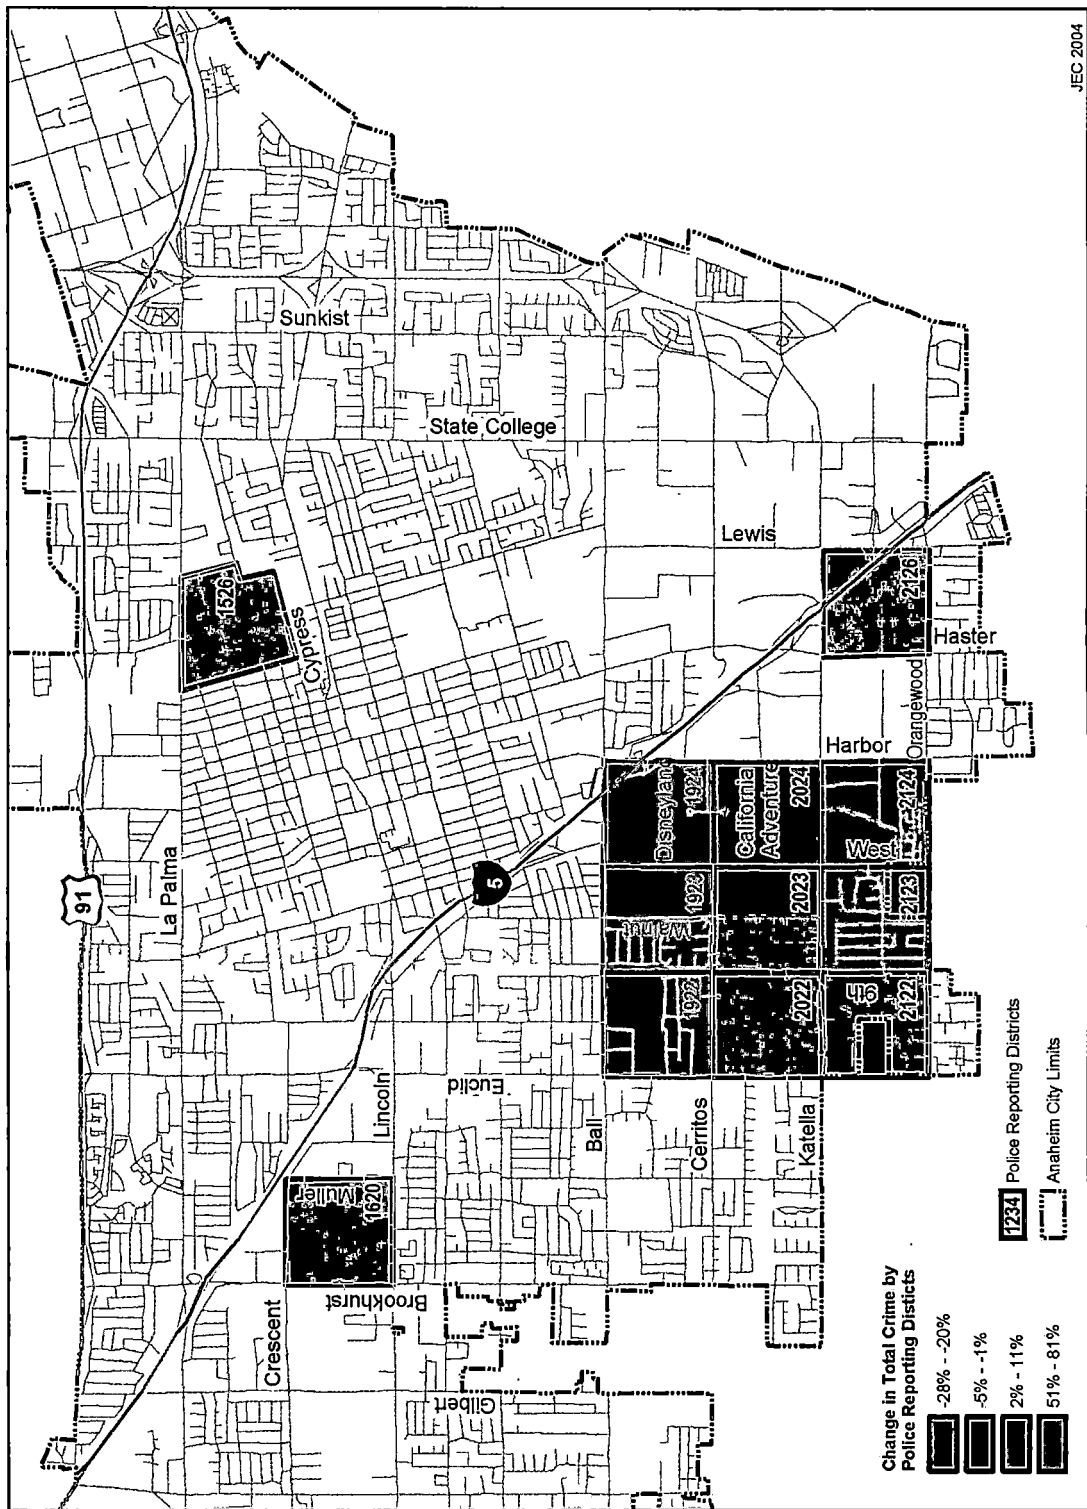 91
La Palma
Sunkist
State College
1526
Cypress
Lewis
5
Crescent
Muller
1620
Lincoln
Brookhurst
Euclid
Gilbert
Ball
Cerritos
Katella
Walnut
Disneyland
1922
1923
1924
California
Adventure
2022
2023
2024
9th
West
2122
2123
2124
Harbor
Orangewood
Haster
2126
Change in Total Crime by
Police Reporting Disticts
-28% - -20%
-5% - -1%
2% - 11%
51% - 81%
1234 Police Reporting Districts
Anaheim City Limits
JEC 2004